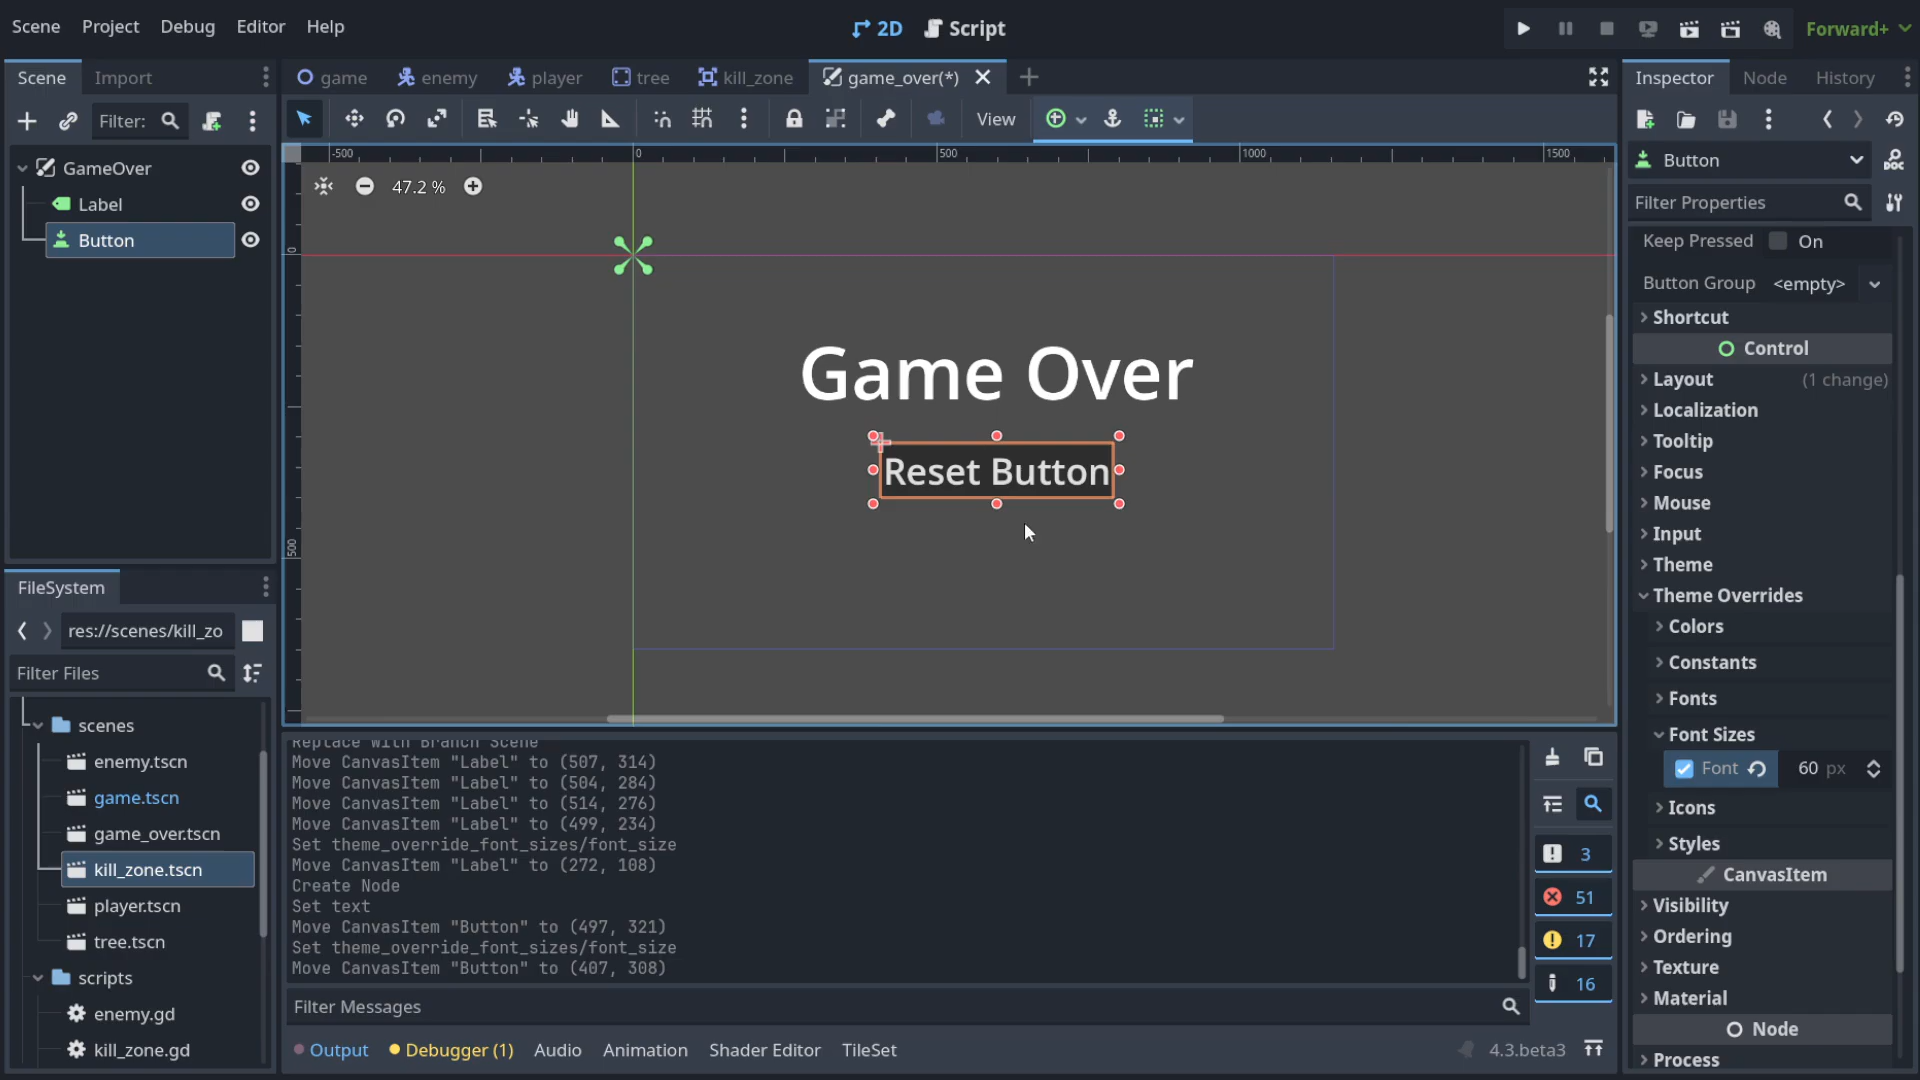 Scene Project Debug Editor Help 2D Script Forward+
Scene Import game enemy player tree kill_zone game_over(*) Inspector Node History
Filter: View
GameOver
Label
Button
-500 0 500 1000 1500
47.2 %
0
500
Game Over
Reset Button
Button
Filter Properties
Keep Pressed On
Button Group <empty>
Shortcut
Control
Layout (1 change)
Localization
Tooltip
Focus
Mouse
Input
Theme
Theme Overrides
Colors
Constants
Fonts
Font Sizes
Font 60 px
Icons
Styles
CanvasItem
Visibility
Ordering
Texture
Material
Node
Process
FileSystem
res://scenes/kill_zo
Filter Files
scenes
enemy.tscn
game.tscn
game_over.tscn
kill_zone.tscn
player.tscn
tree.tscn
scripts
enemy.gd
kill_zone.gd
Replace with Branch Scene
Move CanvasItem "Label" to (507, 314)
Move CanvasItem "Label" to (504, 284)
Move CanvasItem "Label" to (514, 276)
Move CanvasItem "Label" to (499, 234)
Set theme_override_font_sizes/font_size
Move CanvasItem "Label" to (272, 108)
Create Node
Set text
Move CanvasItem "Button" to (497, 321)
Set theme_override_font_sizes/font_size
Move CanvasItem "Button" to (407, 308)
3
51
17
16
Filter Messages
Output Debugger (1) Audio Animation Shader Editor TileSet 4.3.beta3